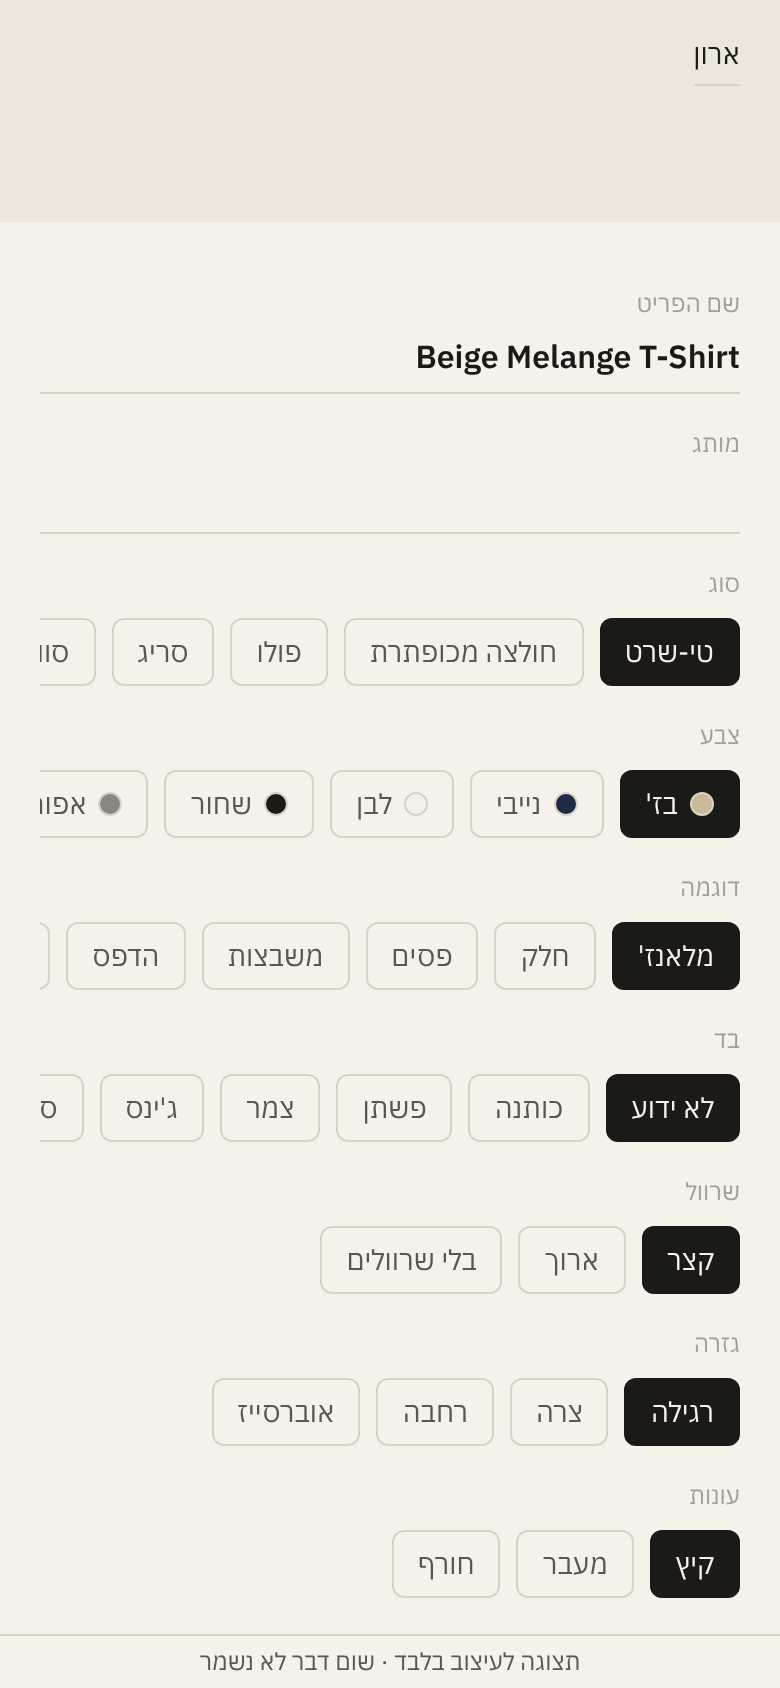 ארון
שם הפריט
Beige Melange T-Shirt
מותג
סוג
טי-שרט חולצה מכופתרת פולו סריג
צבע
בז' נייבי לבן שחור אפור
דוגמה
מלאנז' חלק פסים משבצות הדפס
בד
לא ידוע כותנה פשתן צמר ג'ינס
שרוול
קצר ארוך בלי שרוולים
גזרה
רגילה צרה רחבה אוברסייז
עונות
קיץ מעבר חורף
תצוגה לעיצוב בלבד · שום דבר לא נשמר